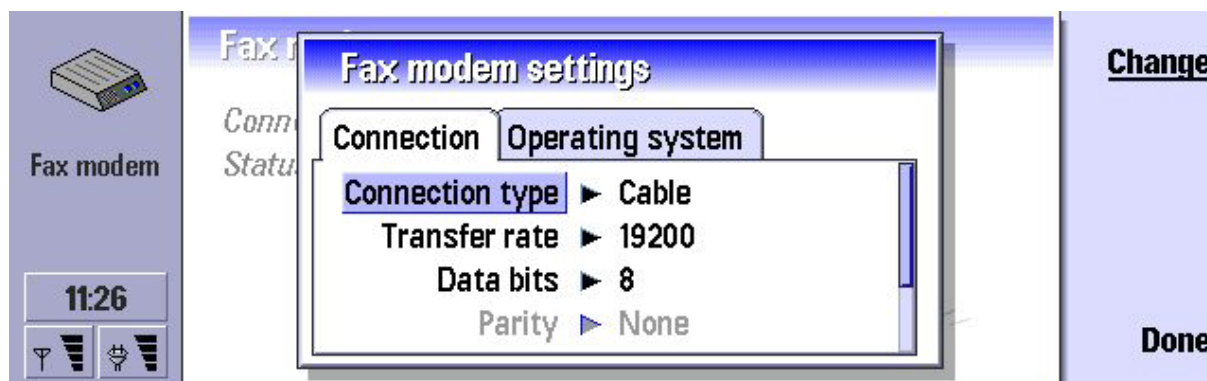 Fax modem settings
Connection
Operating system
Connection type ▸ Cable
Transfer rate ▸ 19200
Data bits ▸ 8
Parity ▸ None
Fax modem
11:26
Change
Done